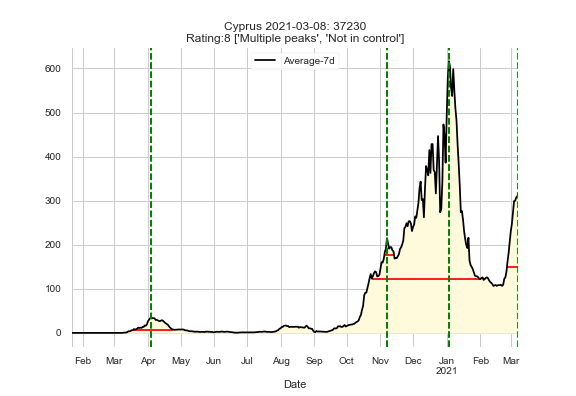 Cyprus 2021-03-08: 37230
Rating:8 ['Multiple peaks', 'Not in control']
Average-7d
600
500
400
300
200
100
0
Feb Mar Apr May Jun Jul Aug Sep Oct Nov Dec Jan Feb Mar
2021
Date